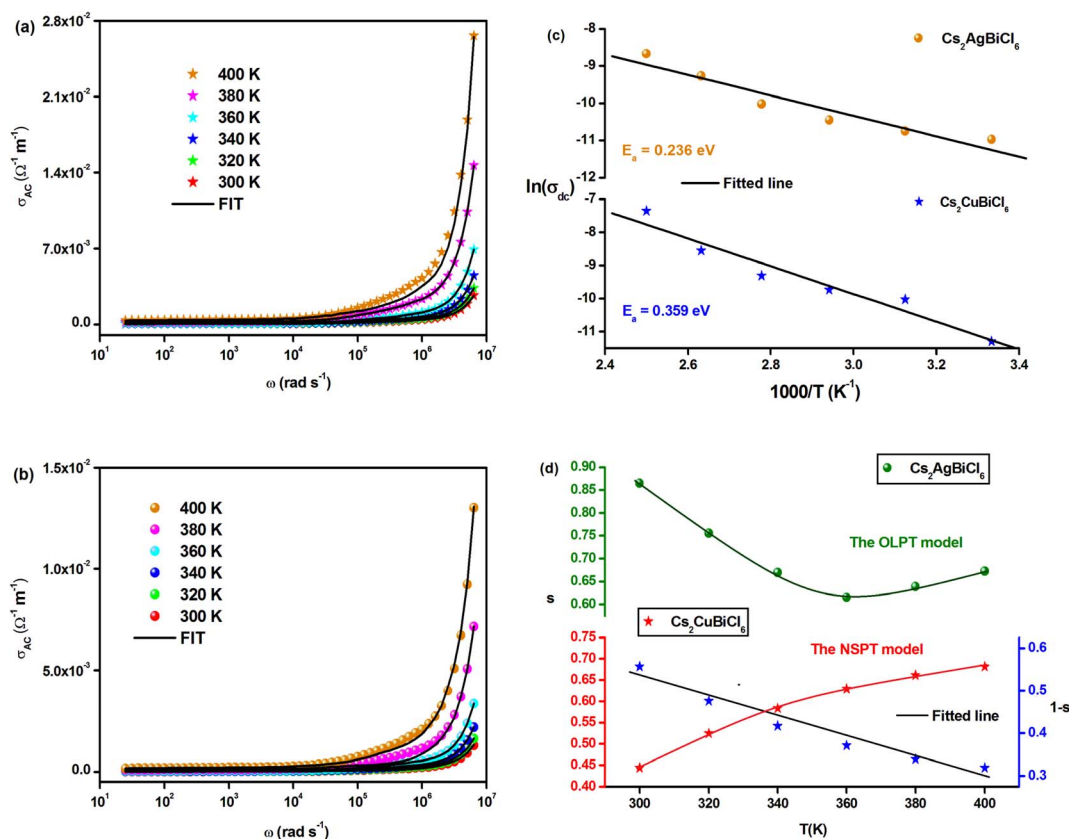 (a)
2.8x10⁻²
2.1x10⁻²
1.4x10⁻²
7.0x10⁻³
0.0
σAC (Ω⁻¹ m⁻¹)
400 K
380 K
360 K
340 K
320 K
300 K
FIT
10¹ 10² 10³ 10⁴ 10⁵ 10⁶ 10⁷
ω (rad s⁻¹)
(c)
Cs₂AgBiCl₆
-8
-9
-10
-11
-12
Eₐ = 0.236 eV
Fitted line
ln(σdc)
Cs₂CuBiCl₆
-7
-8
-9
-10
-11
Eₐ = 0.359 eV
2.4 2.6 2.8 3.0 3.2 3.4
1000/T (K⁻¹)
(b)
1.5x10⁻²
1.0x10⁻²
5.0x10⁻³
0.0
σAC (Ω⁻¹ m⁻¹)
400 K
380 K
360 K
340 K
320 K
300 K
FIT
10¹ 10² 10³ 10⁴ 10⁵ 10⁶ 10⁷
ω (rad s⁻¹)
(d)
Cs₂AgBiCl₆
0.90
0.85
0.80
0.75
0.70
0.65
0.60
The OLPT model
s
Cs₂CuBiCl₆
0.75
0.70
0.65
0.60
0.55
0.50
0.45
0.40
The NSPT model
Fitted line
0.6
0.5
0.4
0.3
1-s
300 320 340 360 380 400
T(K)